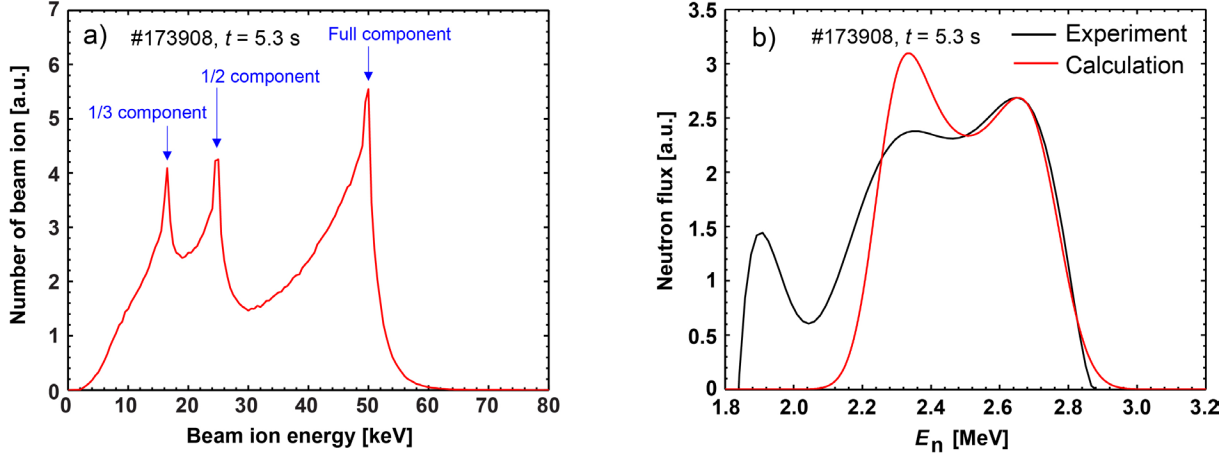 a)
#173908, t = 5.3 s
Full component
1/2 component
1/3 component
Number of beam ion [a.u.]
7
6
5
4
3
2
1
0
0 10 20 30 40 50 60 70 80
Beam ion energy [keV]
b)
#173908, t = 5.3 s
Experiment
Calculation
Neutron flux [a.u.]
3.5
3
2.5
2
1.5
1
0.5
0
1.8 2.0 2.2 2.4 2.6 2.8 3.0 3.2
En [MeV]